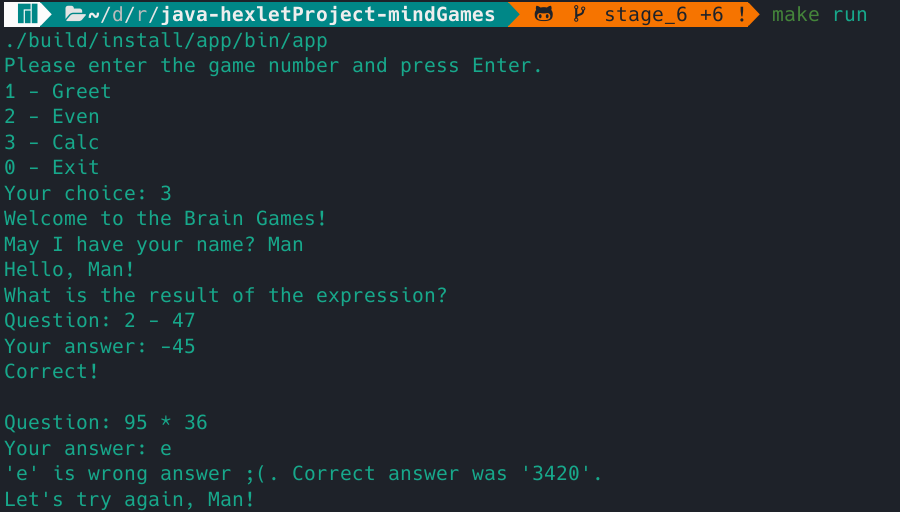 ~/d/r/java-hexletProject-mindGames stage_6 +6 ! make run
./build/install/app/bin/app
Please enter the game number and press Enter.
1 - Greet
2 - Even
3 - Calc
0 - Exit
Your choice: 3
Welcome to the Brain Games!
May I have your name? Man
Hello, Man!
What is the result of the expression?
Question: 2 - 47
Your answer: -45
Correct!

Question: 95 * 36
Your answer: e
'e' is wrong answer ;(. Correct answer was '3420'.
Let's try again, Man!